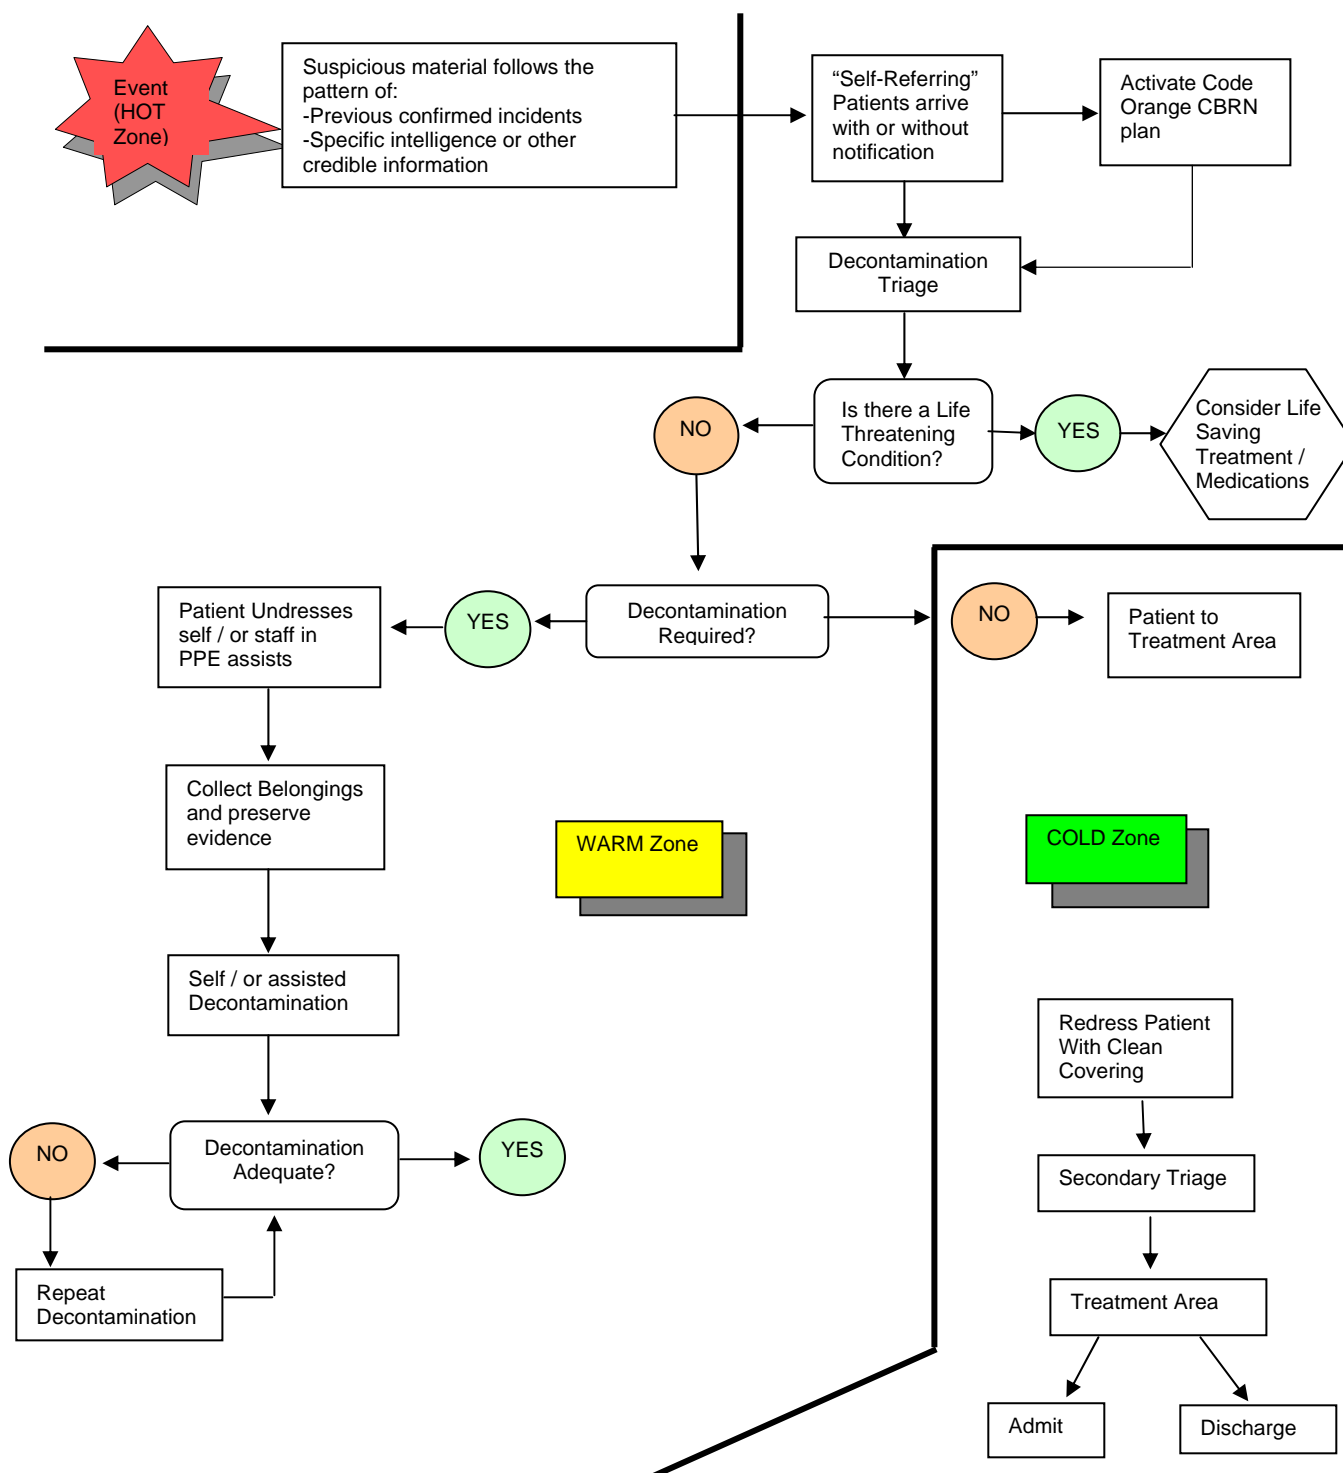 Event
(HOT
Zone)
Suspicious material follows the
pattern of:
-Previous confirmed incidents
-Specific intelligence or other
credible information
“Self-Referring”
Patients arrive
with or without
notification
Activate Code
Orange CBRN
plan
Decontamination
Triage
NO
Is there a Life
Threatening
Condition?
YES
Consider Life
Saving
Treatment /
Medications
Patient Undresses
self / or staff in
PPE assists
YES
Decontamination
Required?
NO
Patient to
Treatment Area
Collect Belongings
and preserve
evidence
WARM Zone
COLD Zone
Self / or assisted
Decontamination
Redress Patient
With Clean
Covering
NO
Decontamination
Adequate?
YES
Secondary Triage
Repeat
Decontamination
Treatment Area
Admit
Discharge